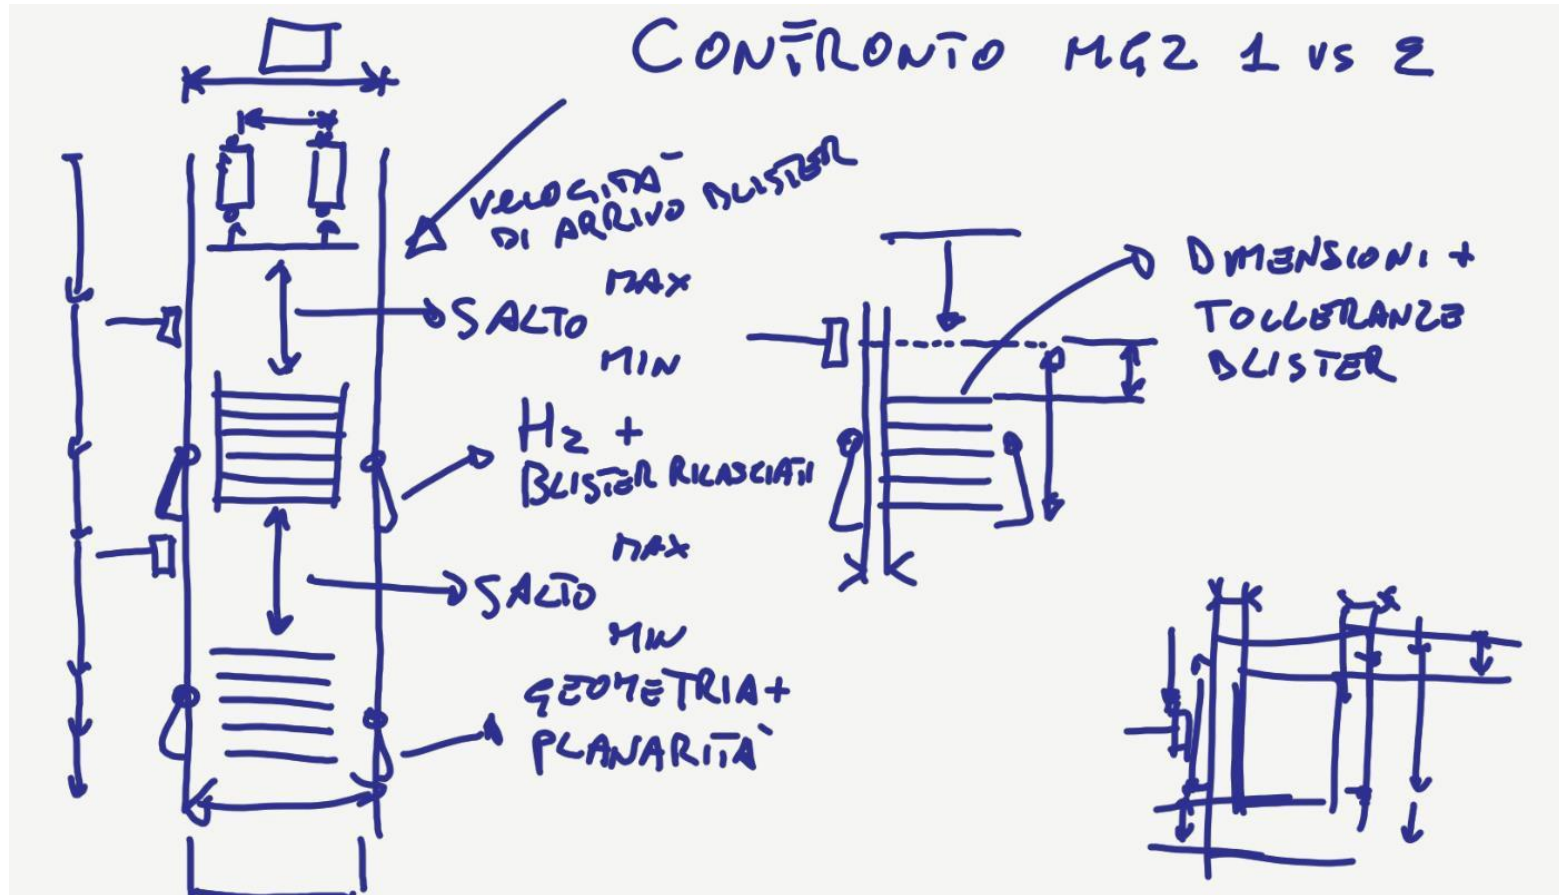 CONFRONTO MGZ 1 vs 2
VELOCITÀ
DI ARRIVO BLISTER
MAX
SALTO
MIN
H2 +
BLISTER RILASCIATI
MAX
SALTO
MIN
GEOMETRIA +
PLANARITÀ
DIMENSIONI +
TOLLERANZE
BLISTER